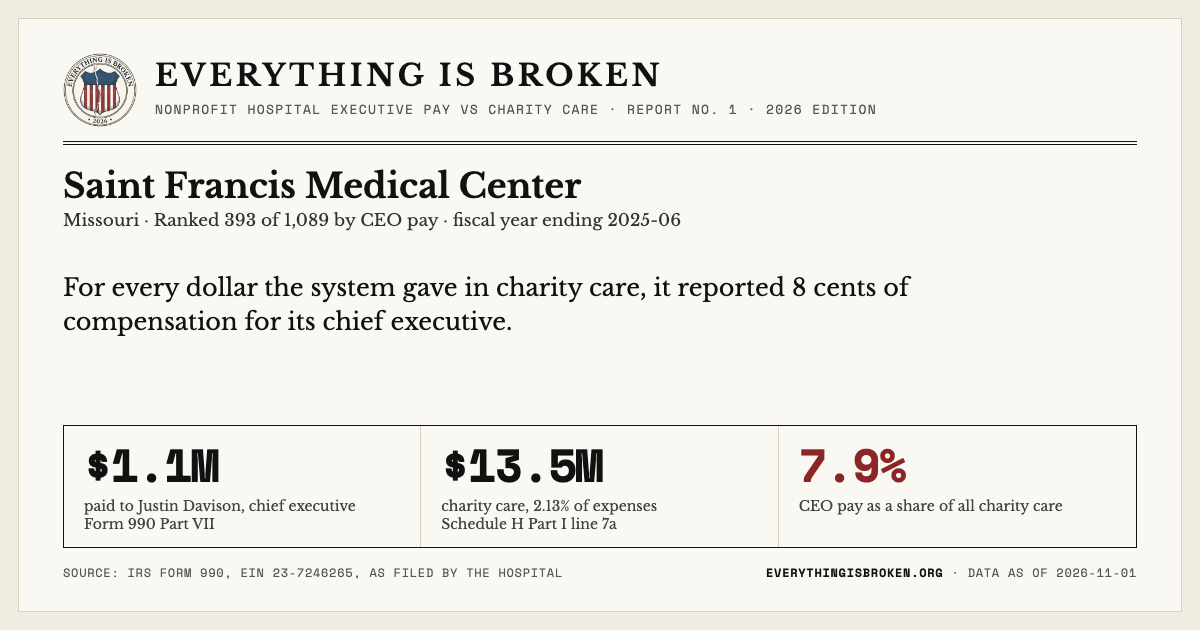 EVERYTHING IS BROKEN
· 2026 ·
EVERYTHING IS BROKEN
NONPROFIT HOSPITAL EXECUTIVE PAY VS CHARITY CARE · REPORT NO. 1 · 2026 EDITION
Saint Francis Medical Center
Missouri · Ranked 393 of 1,089 by CEO pay · fiscal year ending 2025-06
For every dollar the system gave in charity care, it reported 8 cents of
compensation for its chief executive.
$1.1M
paid to Justin Davison, chief executive
Form 990 Part VII
$13.5M
charity care, 2.13% of expenses
Schedule H Part I line 7a
7.9%
CEO pay as a share of all charity care
SOURCE: IRS FORM 990, EIN 23-7246265, AS FILED BY THE HOSPITAL
EVERYTHINGISBROKEN.ORG · DATA AS OF 2026-11-01